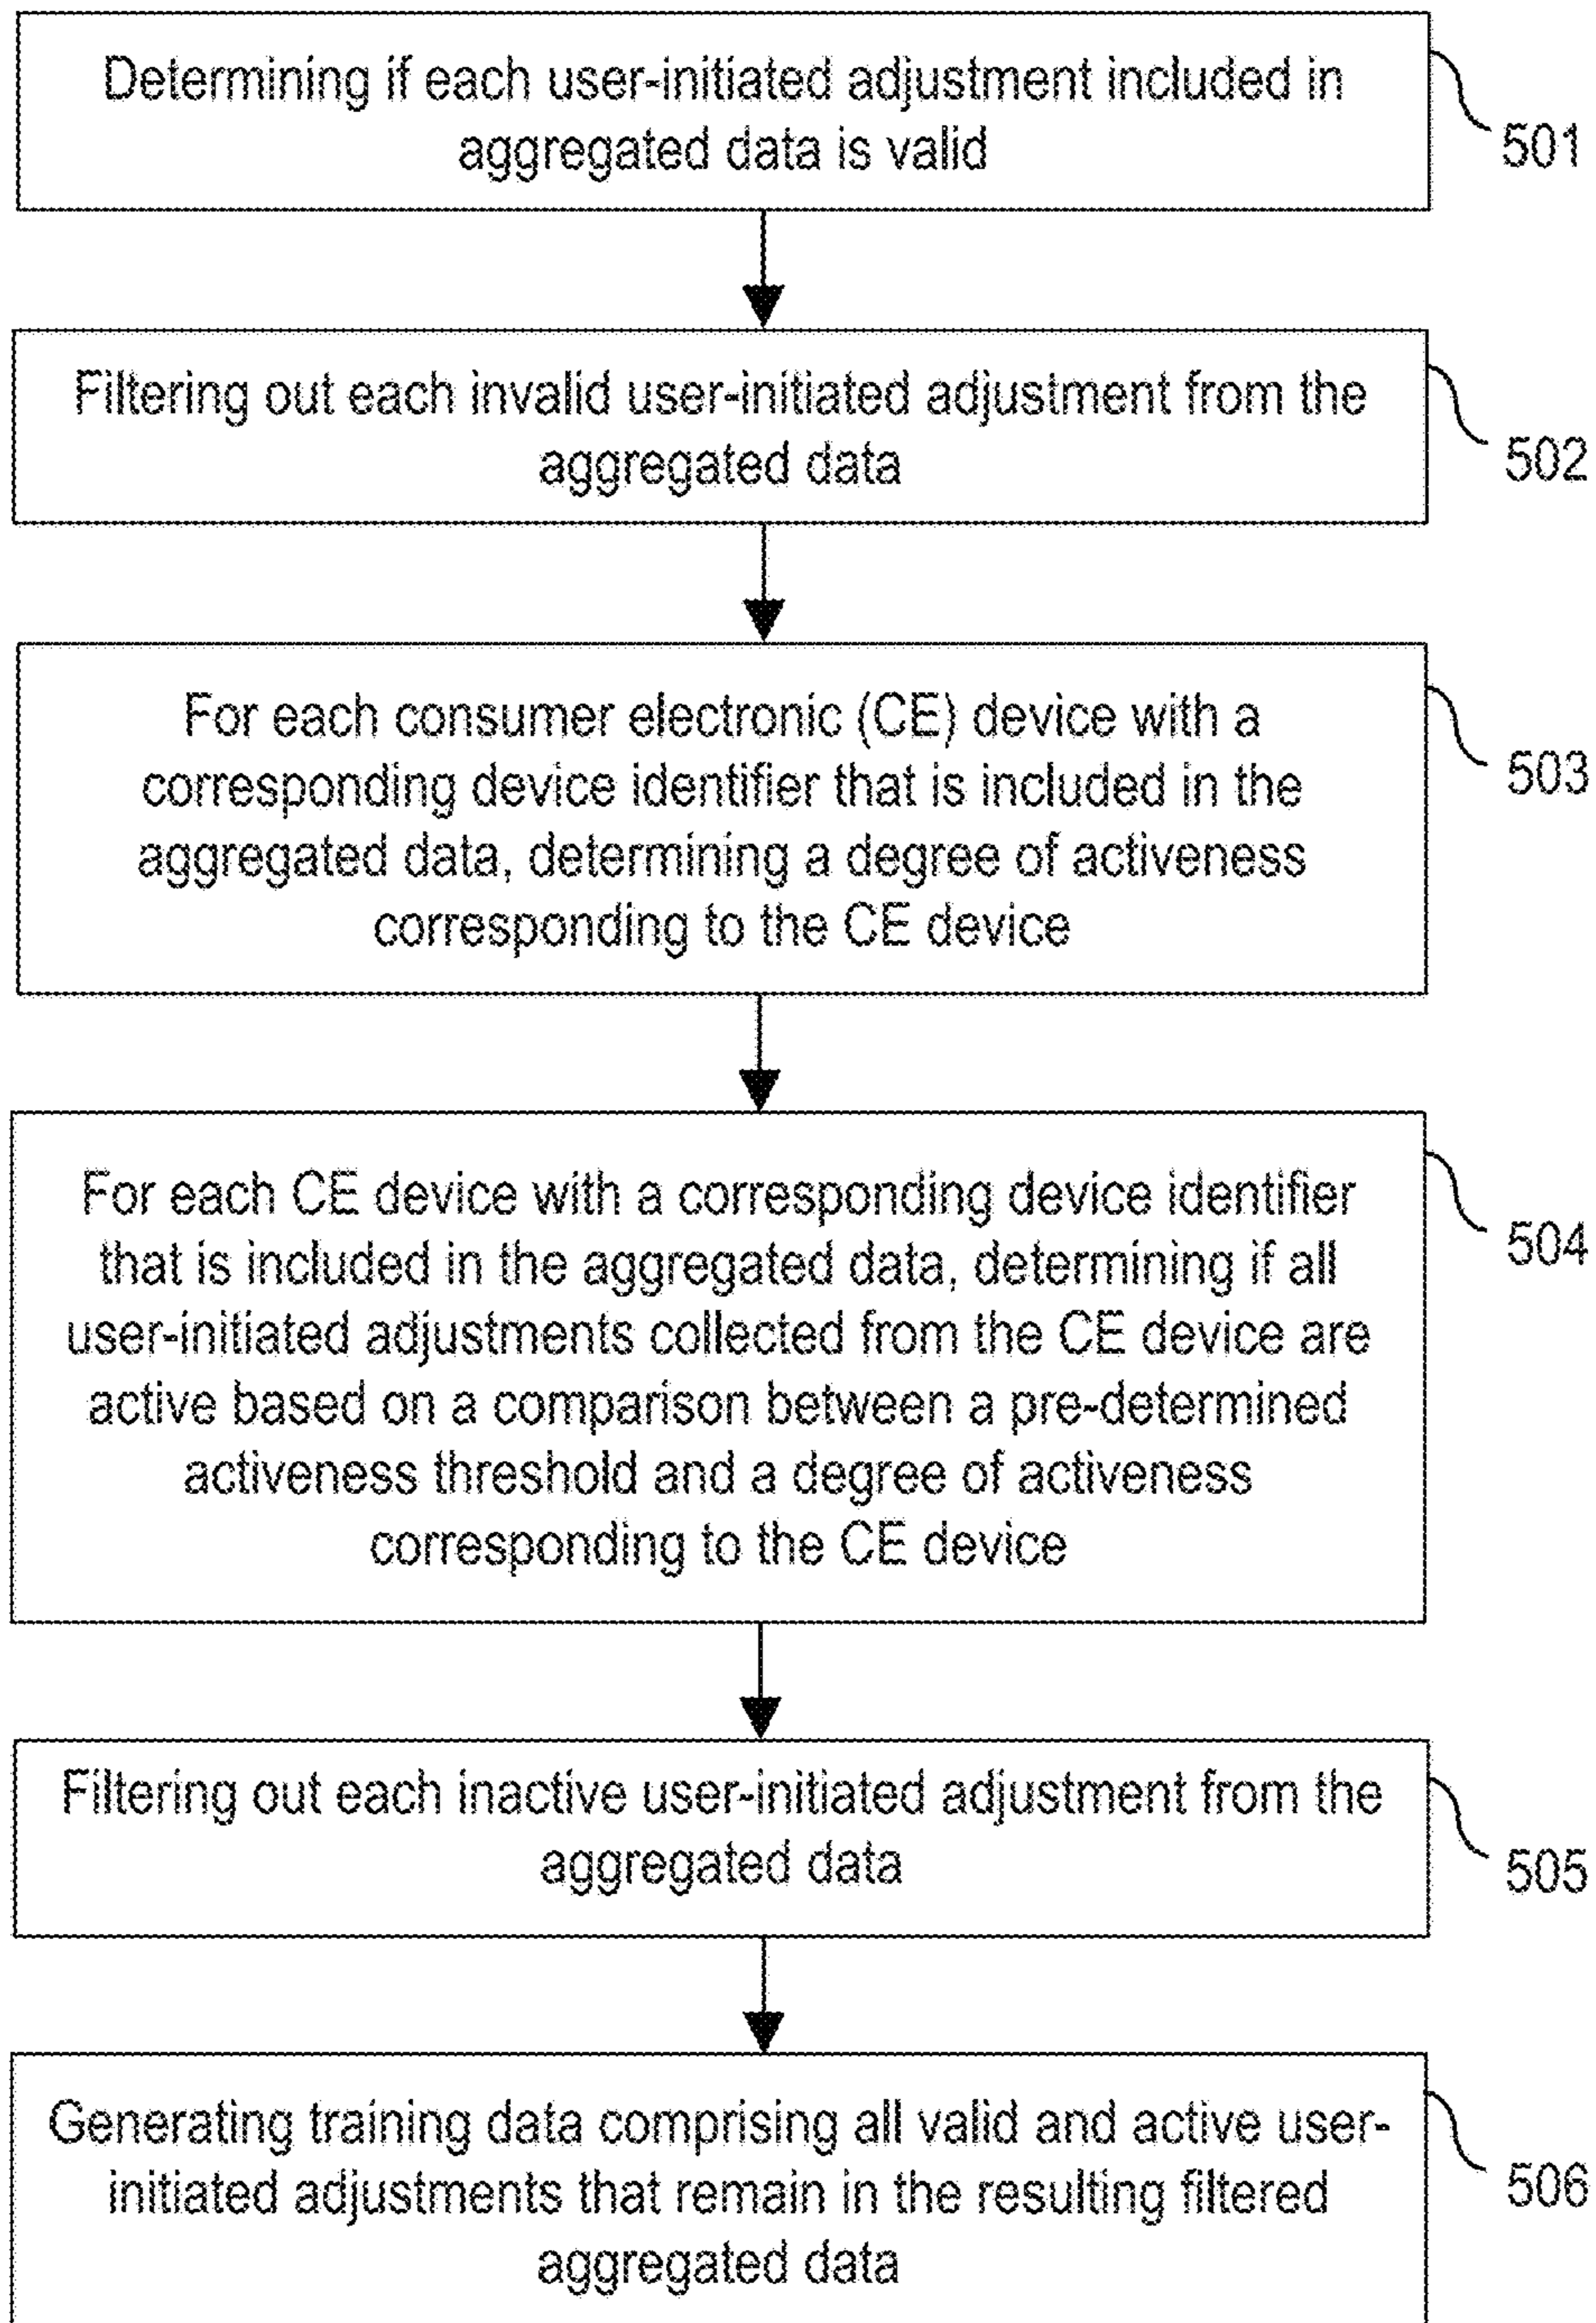 Determining if each user-initiated adjustment included in
aggregated data is valid
501
Filtering out each invalid user-initiated adjustment from the
aggregated data
502
For each consumer electronic (CE) device with a
corresponding device identifier that is included in the
aggregated data, determining a degree of activeness
corresponding to the CE device
503
For each CE device with a corresponding device identifier
that is included in the aggregated data, determining if all
user-initiated adjustments collected from the CE device are
active based on a comparison between a pre-determined
activeness threshold and a degree of activeness
corresponding to the CE device
504
Filtering out each inactive user-initiated adjustment from the
aggregated data
505
Generating training data comprising all valid and active user-
initiated adjustments that remain in the resulting filtered
aggregated data
506